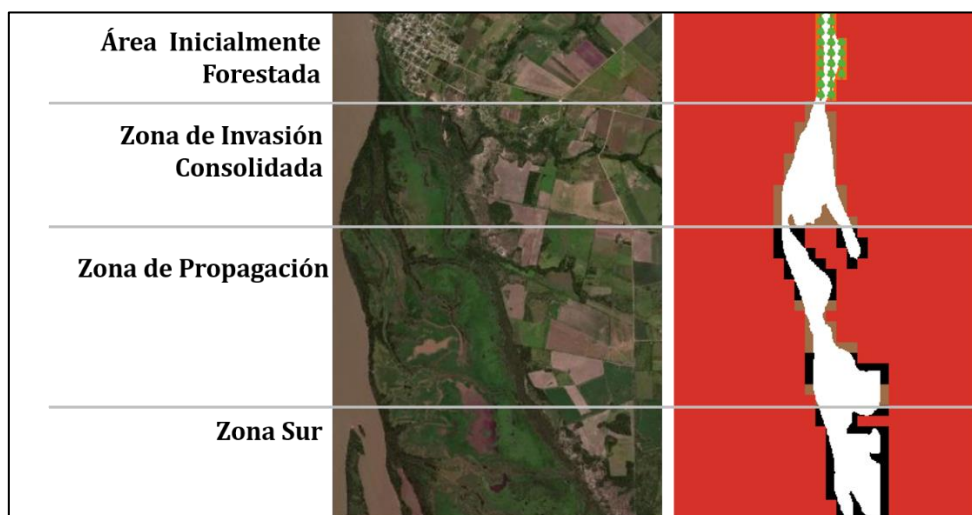 Área Inicialmente
Forestada
Zona de Invasión
Consolidada
Zona de Propagación
Zona Sur